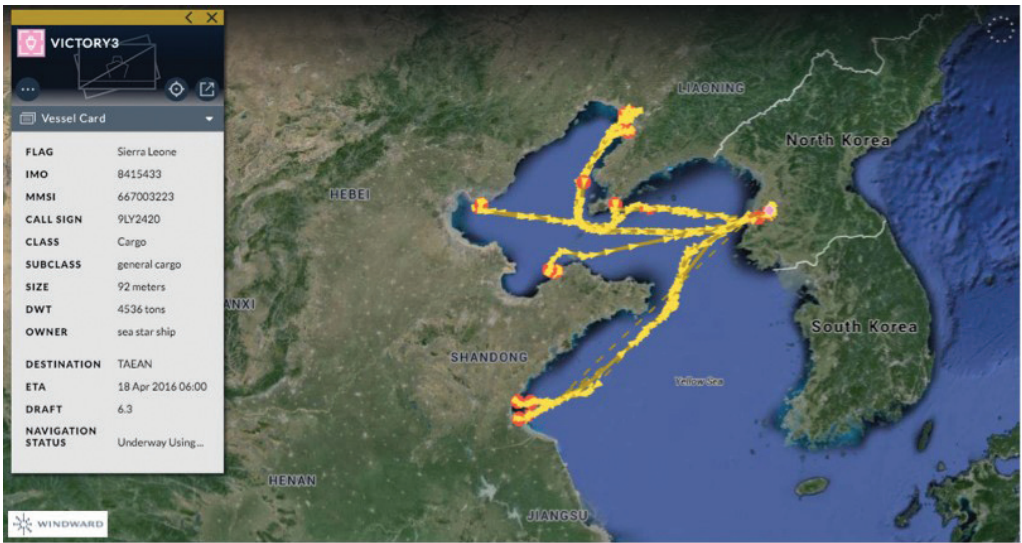 VICTORY3
Vessel Card
FLAG Sierra Leone
IMO 8415433
MMSI 667003223
CALL SIGN 9LY2420
CLASS Cargo
SUBCLASS general cargo
SIZE 92 meters
DWT 4536 tons
OWNER sea star ship
DESTINATION TAEAN
ETA 18 Apr 2016 06:00
DRAFT 6.3
NAVIGATION
STATUS Underway Using...
WINDWARD
LIAONING
North Korea
HEBEI
ANXI
South Korea
SHANDONG
Yellow Sea
HENAN
JIANGSU